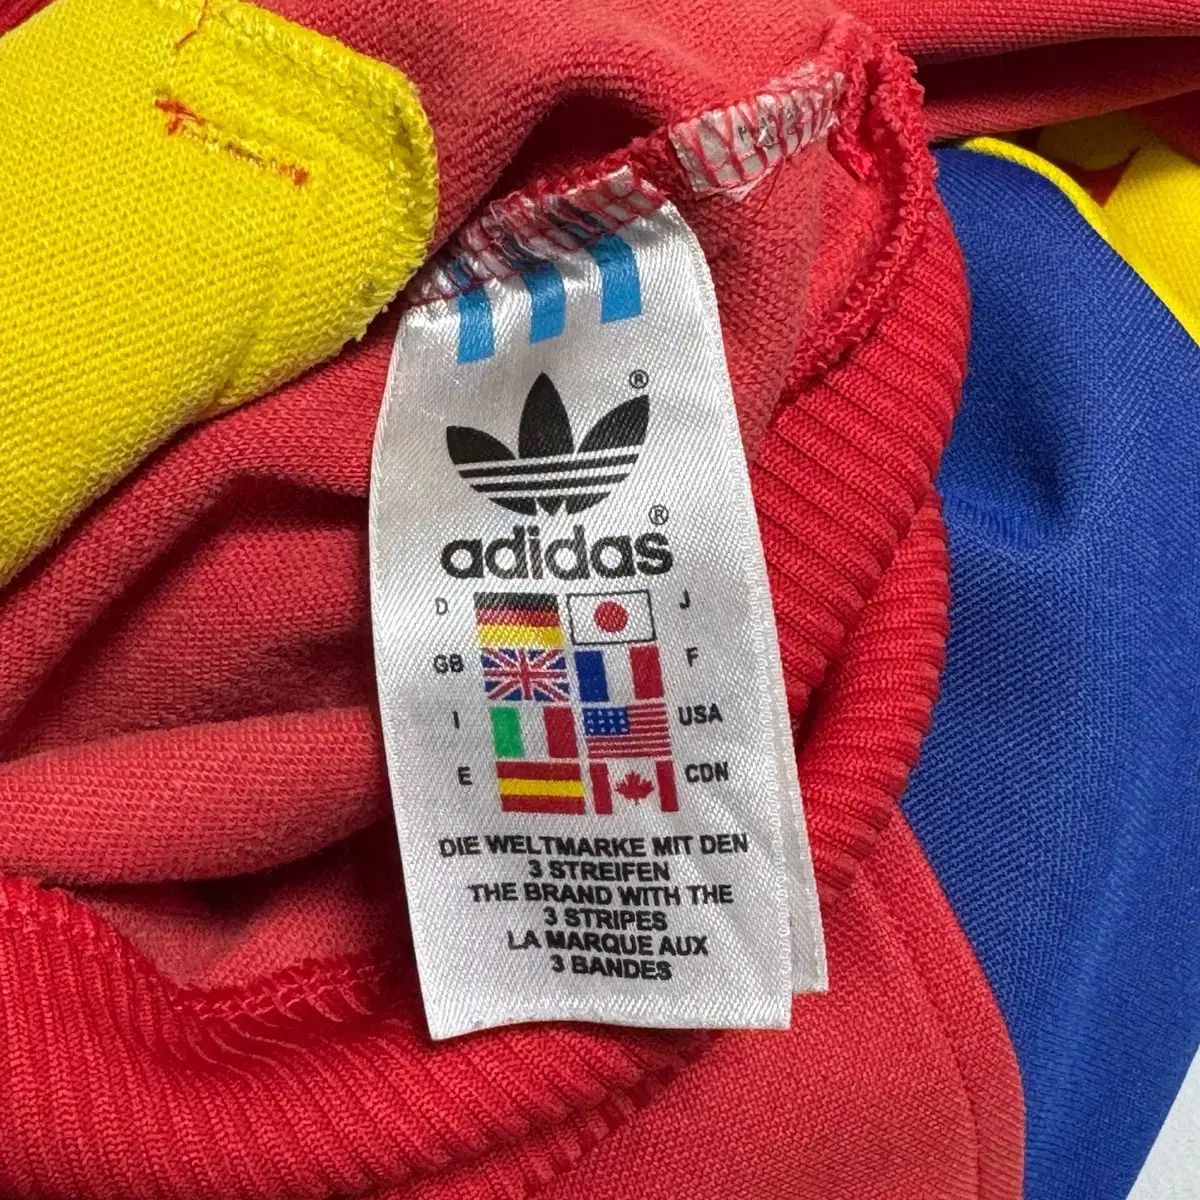 ®
adidas®
D J
GB F
I USA
E CDN
DIE WELTMARKE MIT DEN
3 STREIFEN
THE BRAND WITH THE
3 STRIPES
LA MARQUE AUX
3 BANDES